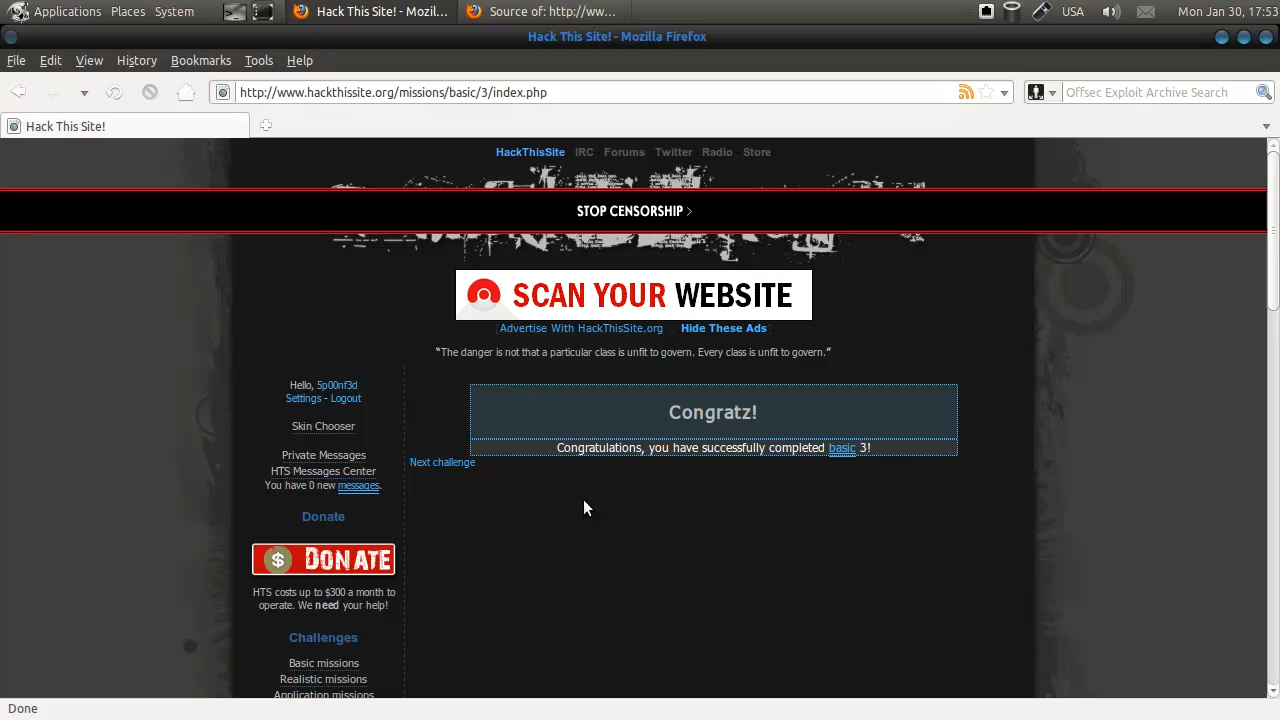 Applications Places System Hack This Site! - Mozil... Source of: http://ww... USA Mon Jan 30, 17:53
Hack This Site! - Mozilla Firefox
File Edit View History Bookmarks Tools Help
http://www.hackthissite.org/missions/basic/3/index.php Offsec Exploit Archive Search
Hack This Site!
HackThisSite IRC Forums Twitter Radio Store
STOP CENSORSHIP >
SCAN YOUR WEBSITE
[Advertise With HackThisSite.org :: Hide These Ads]
“The danger is not that a particular class is unfit to govern. Every class is unfit to govern.”
Hello, 5p00nf3d
Settings - Logout
Skin Chooser
Private Messages
HTS Messages Center
You have 0 new messages.
Donate
$ DONATE
HTS costs up to $300 a month to
operate. We need your help!
Challenges
Basic missions
Realistic missions
Application missions
Congratz!
Congratulations, you have successfully completed basic 3!
Next challenge
Done